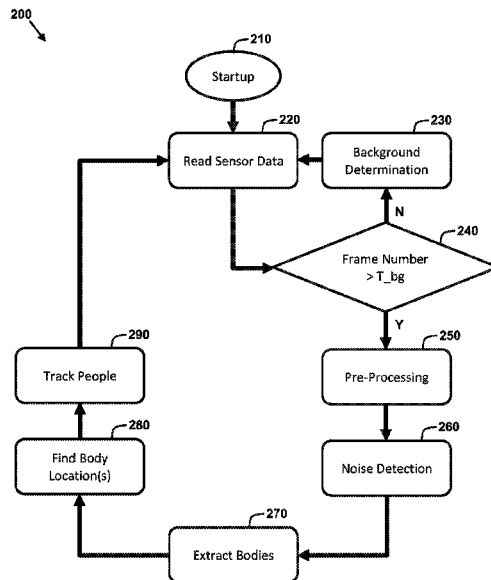 200
210
Startup
220
Read Sensor Data
230
Background
Determination
N
240
Frame Number
> T_bg
Y
250
Pre-Processing
260
Noise Detection
270
Extract Bodies
280
Find Body
Location(s)
290
Track People